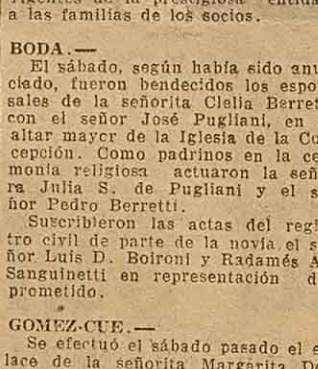 a las familias de los socios.
BODA.—
El sábado, según había sido anu
ciado, fueron bendecidos los espo
sales de la señorita Clelia Berret
con el señor José Pugliani, en
altar mayor de la Iglesia de la Co
cepción. Como padrinos en la ce
monia religiosa actuaron la señ
ra Julia S. de Pugliani y el s
ñor Pedro Berretti.
Suscribieron las actas del regi
tro civil de parte de la novia el s
ñor Luis D. Boironi y Radamés A
Sanguinetti en representación d
prometido.
GOMEZ-CUE.—
Se efectuó el sábado pasado el e
lace de la señorita Margarita De